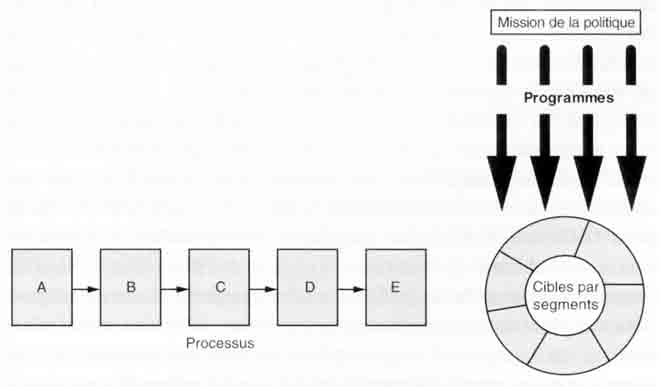 Mission de la politique
Programmes
A B C D E
Processus
Cibles par
segments